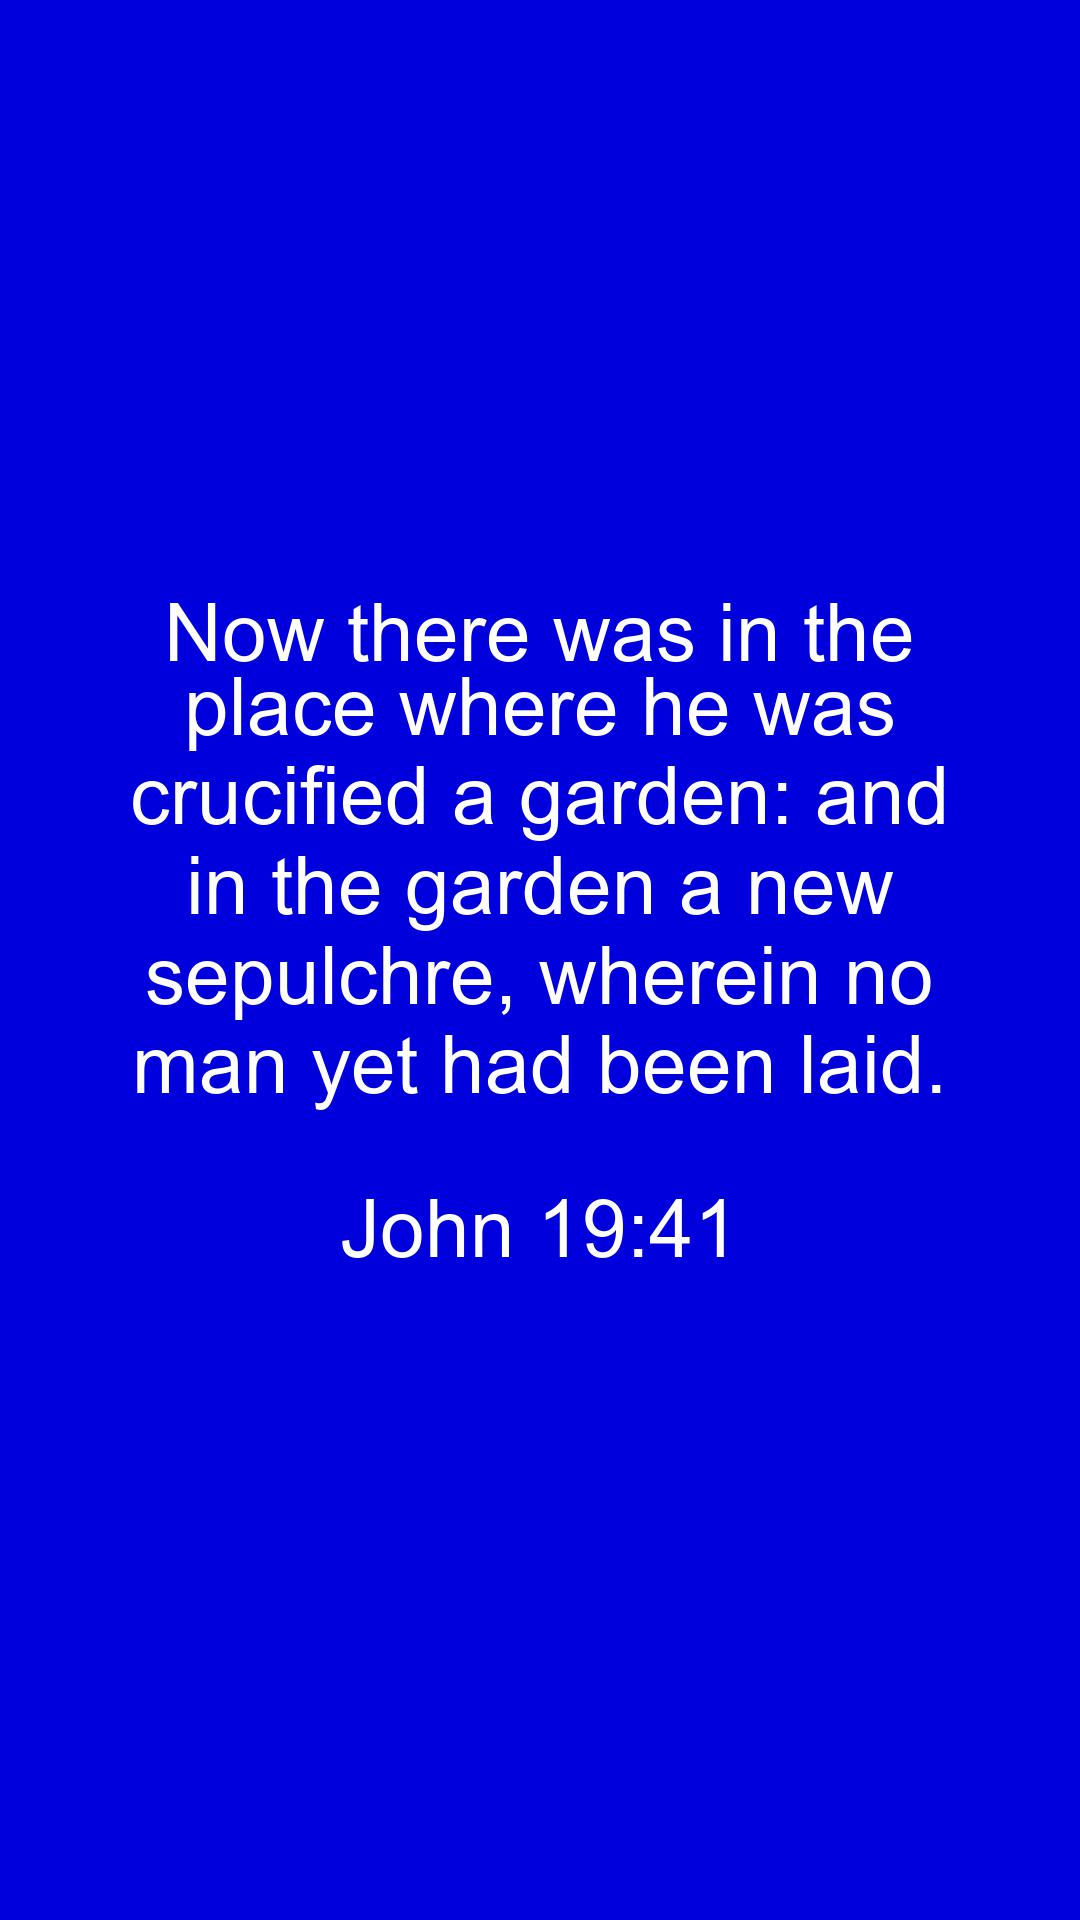 Now there was in the
place where he was
crucified a garden: and
in the garden a new
sepulchre, wherein no
man yet had been laid.
John 19:41